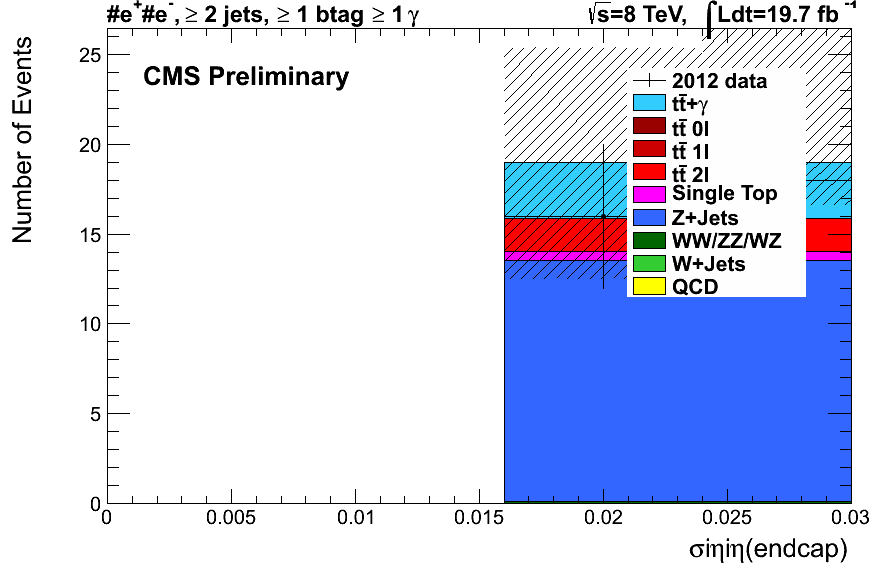 #e⁺#e⁻, ≥ 2 jets, ≥ 1 btag ≥ 1 γ
√s=8 TeV, ∫Ldt=19.7 fb⁻¹
CMS Preliminary
Number of Events
25
20
15
10
5
0
2012 data
tt̄+γ
tt̄ 0l
tt̄ 1l
tt̄ 2l
Single Top
Z+Jets
WW/ZZ/WZ
W+Jets
QCD
0 0.005 0.01 0.015 0.02 0.025 0.03
σiηiη(endcap)